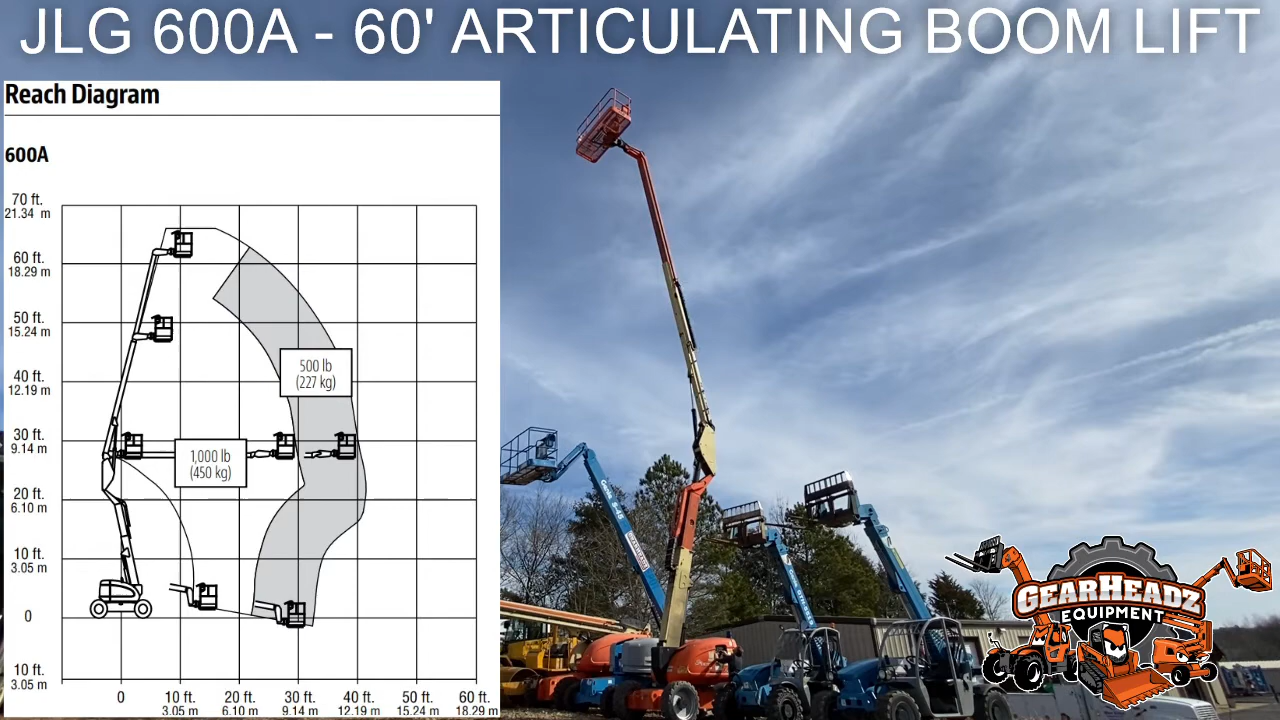 JLG 600A - 60' ARTICULATING BOOM LIFT
Reach Diagram
600A
70 ft.
21.34 m
60 ft.
18.29 m
50 ft.
15.24 m
40 ft.
12.19 m
30 ft.
9.14 m
20 ft.
6.10 m
10 ft.
3.05 m
0
10 ft.
3.05 m
500 lb
(227 kg)
1,000 lb
(450 kg)
0 10 ft. 20 ft. 30 ft. 40 ft. 50 ft. 60 ft.
3.05 m 6.10 m 9.14 m 12.19 m 15.24 m 18.29 m
GEARHEADZ
EQUIPMENT